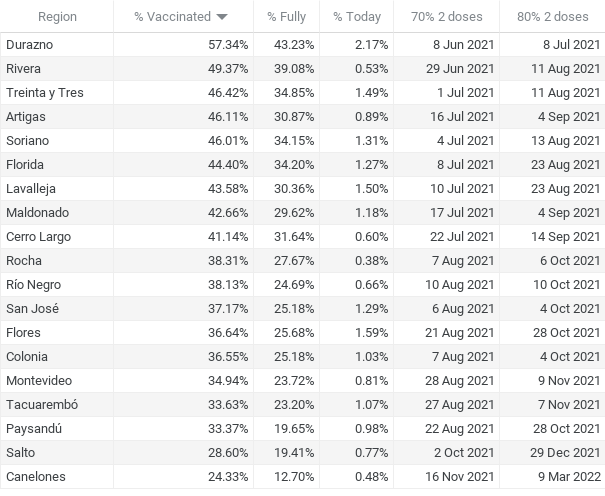 Region % Vaccinated % Fully % Today 70% 2 doses 80% 2 doses
Durazno 57.34% 43.23% 2.17% 8 Jun 2021 8 Jul 2021
Rivera 49.37% 39.08% 0.53% 29 Jun 2021 11 Aug 2021
Treinta y Tres 46.42% 34.85% 1.49% 1 Jul 2021 11 Aug 2021
Artigas 46.11% 30.87% 0.89% 16 Jul 2021 4 Sep 2021
Soriano 46.01% 34.15% 1.31% 4 Jul 2021 13 Aug 2021
Florida 44.40% 34.20% 1.27% 8 Jul 2021 23 Aug 2021
Lavalleja 43.58% 30.36% 1.50% 10 Jul 2021 23 Aug 2021
Maldonado 42.66% 29.62% 1.18% 17 Jul 2021 4 Sep 2021
Cerro Largo 41.14% 31.64% 0.60% 22 Jul 2021 14 Sep 2021
Rocha 38.31% 27.67% 0.38% 7 Aug 2021 6 Oct 2021
Río Negro 38.13% 24.69% 0.66% 10 Aug 2021 10 Oct 2021
San José 37.17% 25.18% 1.29% 6 Aug 2021 4 Oct 2021
Flores 36.64% 25.68% 1.59% 21 Aug 2021 28 Oct 2021
Colonia 36.55% 25.18% 1.03% 7 Aug 2021 4 Oct 2021
Montevideo 34.94% 23.72% 0.81% 28 Aug 2021 9 Nov 2021
Tacuarembó 33.63% 23.20% 1.07% 27 Aug 2021 7 Nov 2021
Paysandú 33.37% 19.65% 0.98% 22 Aug 2021 28 Oct 2021
Salto 28.60% 19.41% 0.77% 2 Oct 2021 29 Dec 2021
Canelones 24.33% 12.70% 0.48% 16 Nov 2021 9 Mar 2022